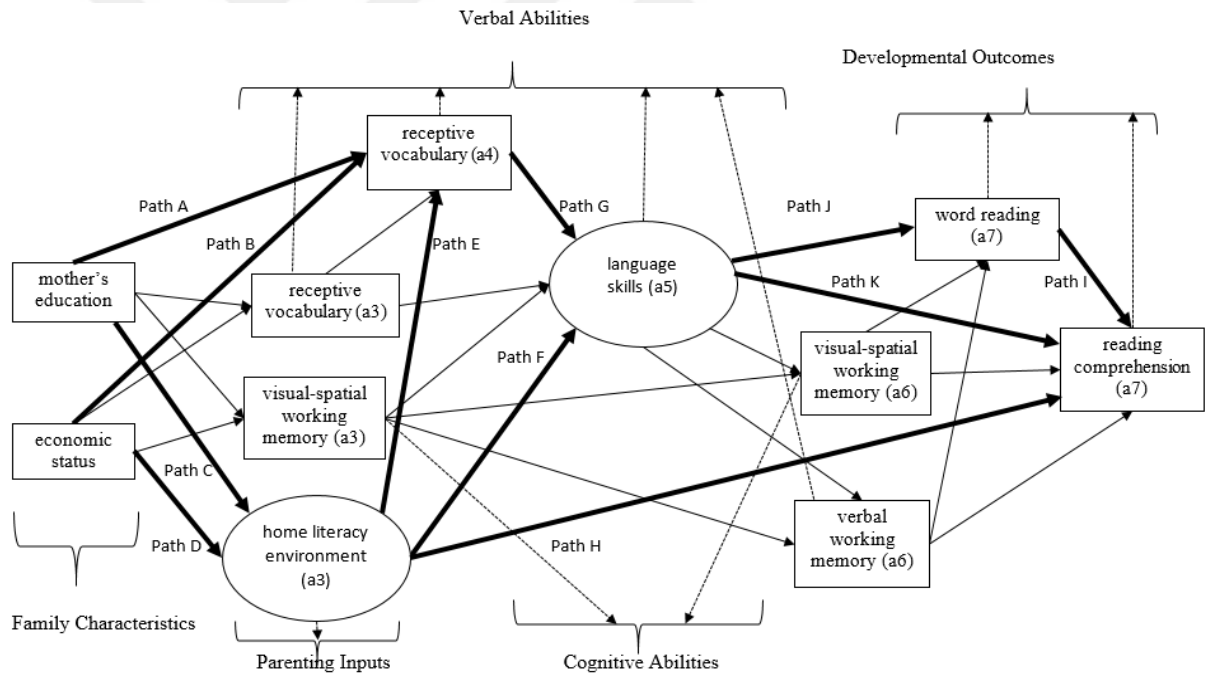 Verbal Abilities
Developmental Outcomes
receptive
vocabulary (a4)
Path A
Path B
Path E
Path G
Path J
word reading
(a7)
mother's
education
receptive
vocabulary (a3)
language
skills (a5)
Path K
Path I
Path F
visual-spatial
working
memory (a6)
reading
comprehension
(a7)
visual-spatial
working
memory (a3)
economic
status
Path C
Path D
home literacy
environment
(a3)
Path H
verbal
working
memory (a6)
Family Characteristics
Parenting Inputs
Cognitive Abilities